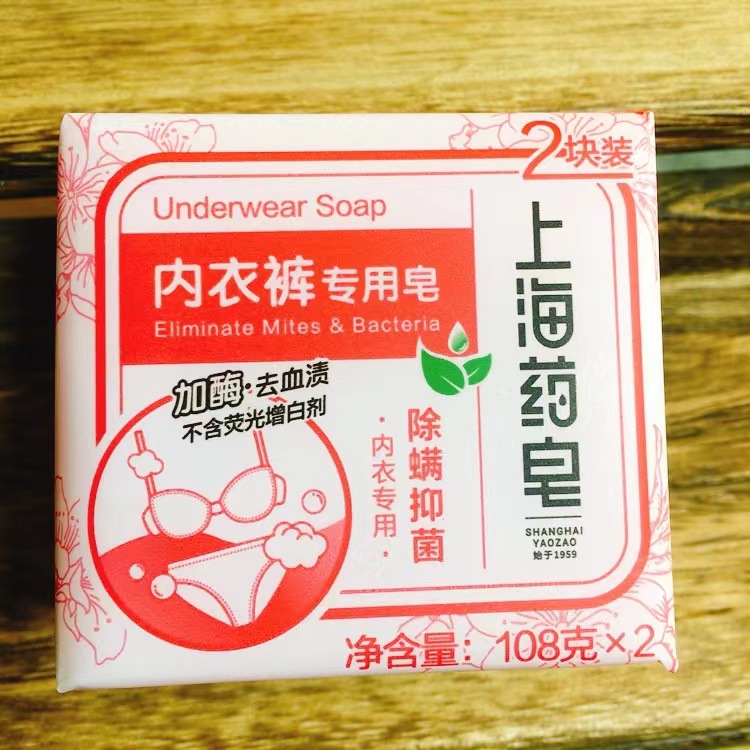 2块装
Underwear Soap
内衣裤专用皂
Eliminate Mites & Bacteria
加酶·去血渍
不含荧光增白剂
除螨抑菌
·内衣专用·
上海药皂
SHANGHAI
YAOZAO
始于1959
净含量：108克×2